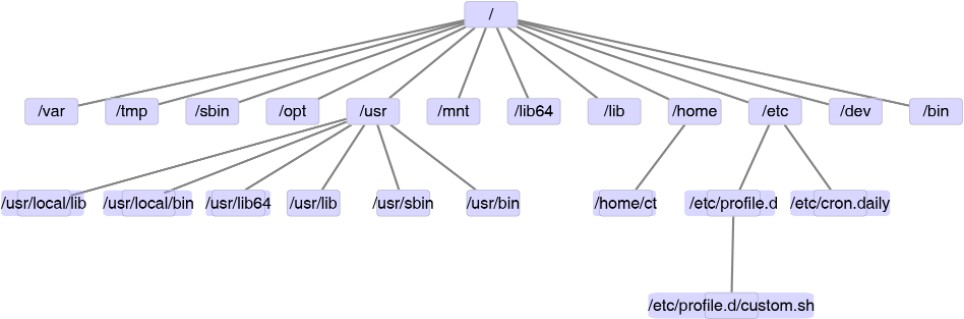 /
/var
/tmp
/sbin
/opt
/usr
/mnt
/lib64
/lib
/home
/etc
/dev
/bin
/usr/local/lib
/usr/local/bin
/usr/lib64
/usr/lib
/usr/sbin
/usr/bin
/home/ct
/etc/profile.d
/etc/cron.daily
/etc/profile.d/custom.sh